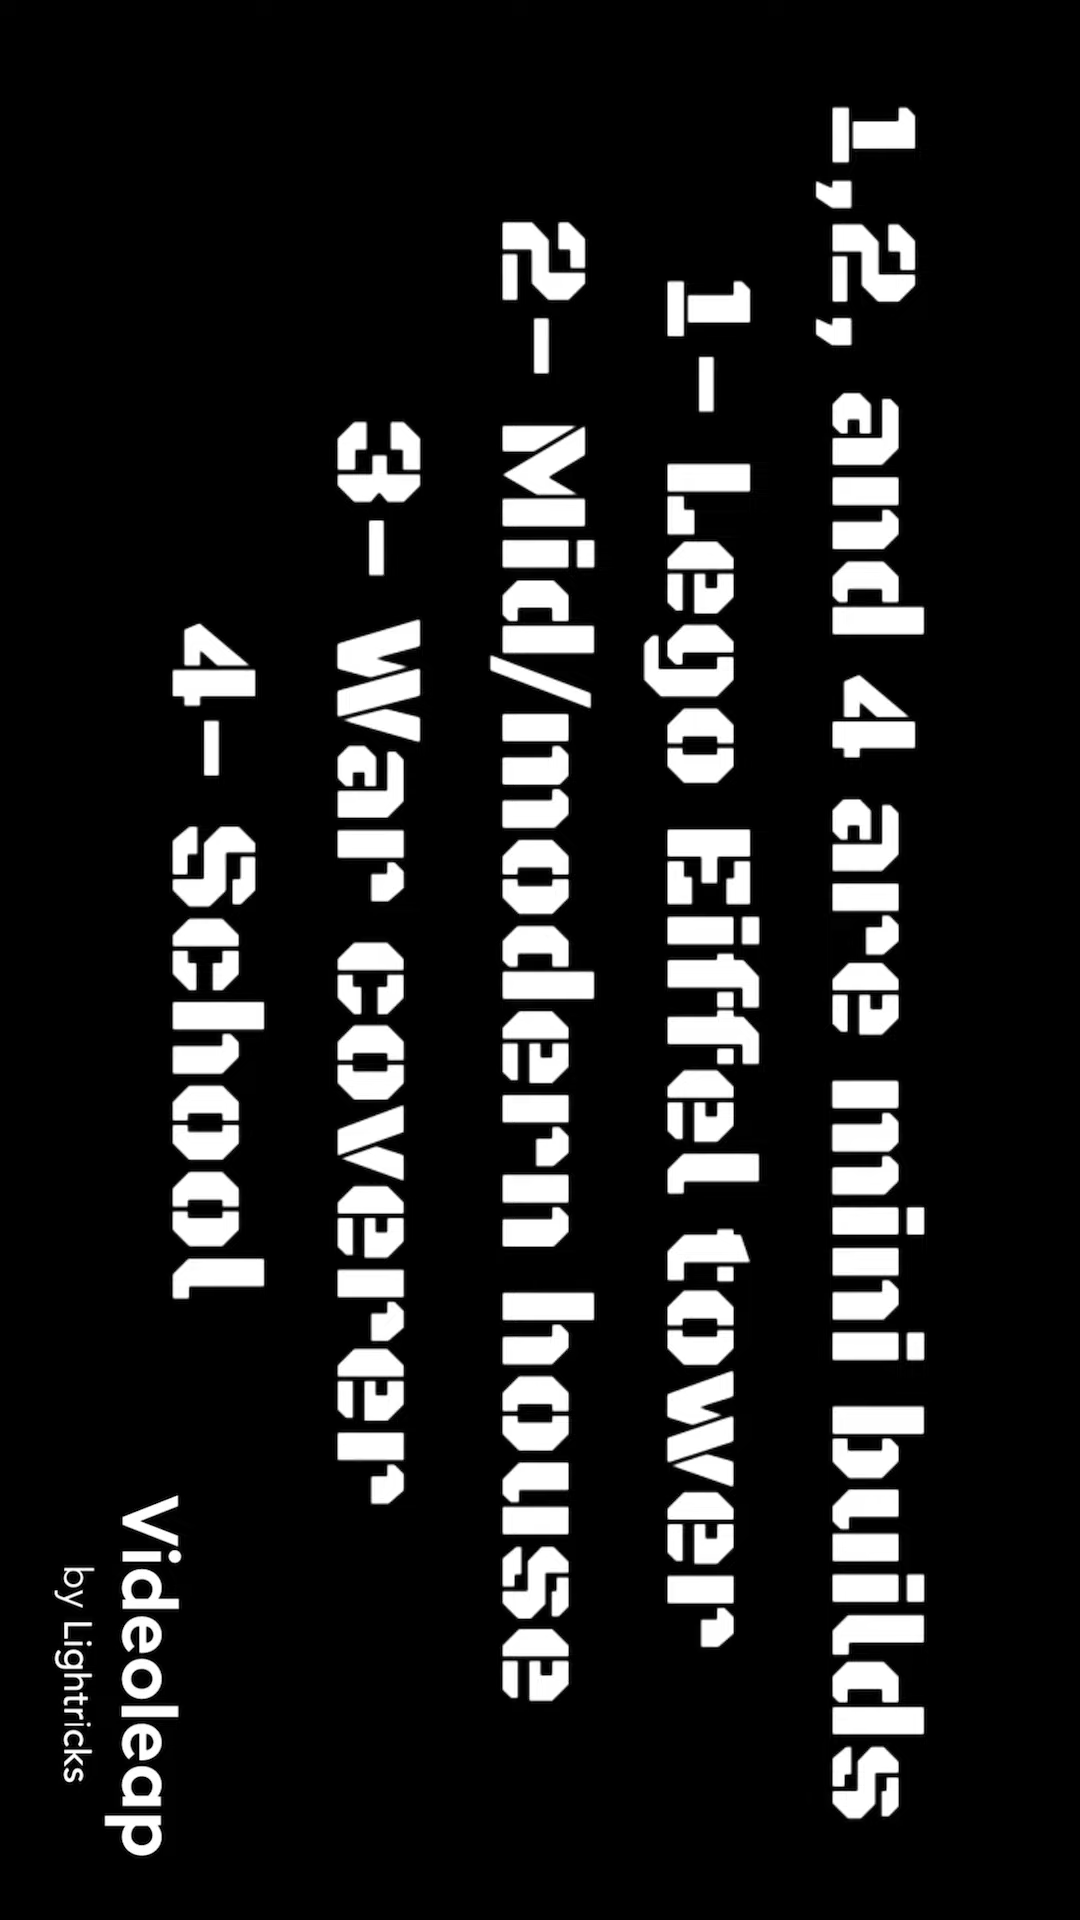 1,2, and 4 are mini builds
1- Lego Eiffel tower
2- Mid/modern house
3- War coverer
4- School
Videoleap
by Lightricks